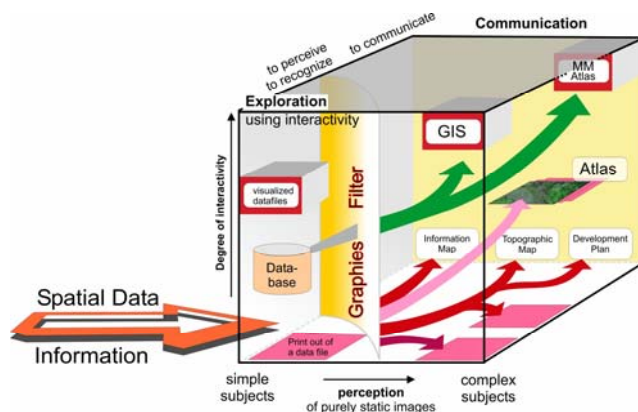 Communication
to perceive
to recognize
to communicate
Exploration
using interactivity
MM
Atlas
GIS
Degree of interactivity
visualized
datafiles
Data-
base
Graphies Filter
Atlas
Information
Map
Topographic
Map
Development
Plan
Spatial Data
Information
Print out of
a data file
simple
subjects
perception
of purely static images
complex
subjects